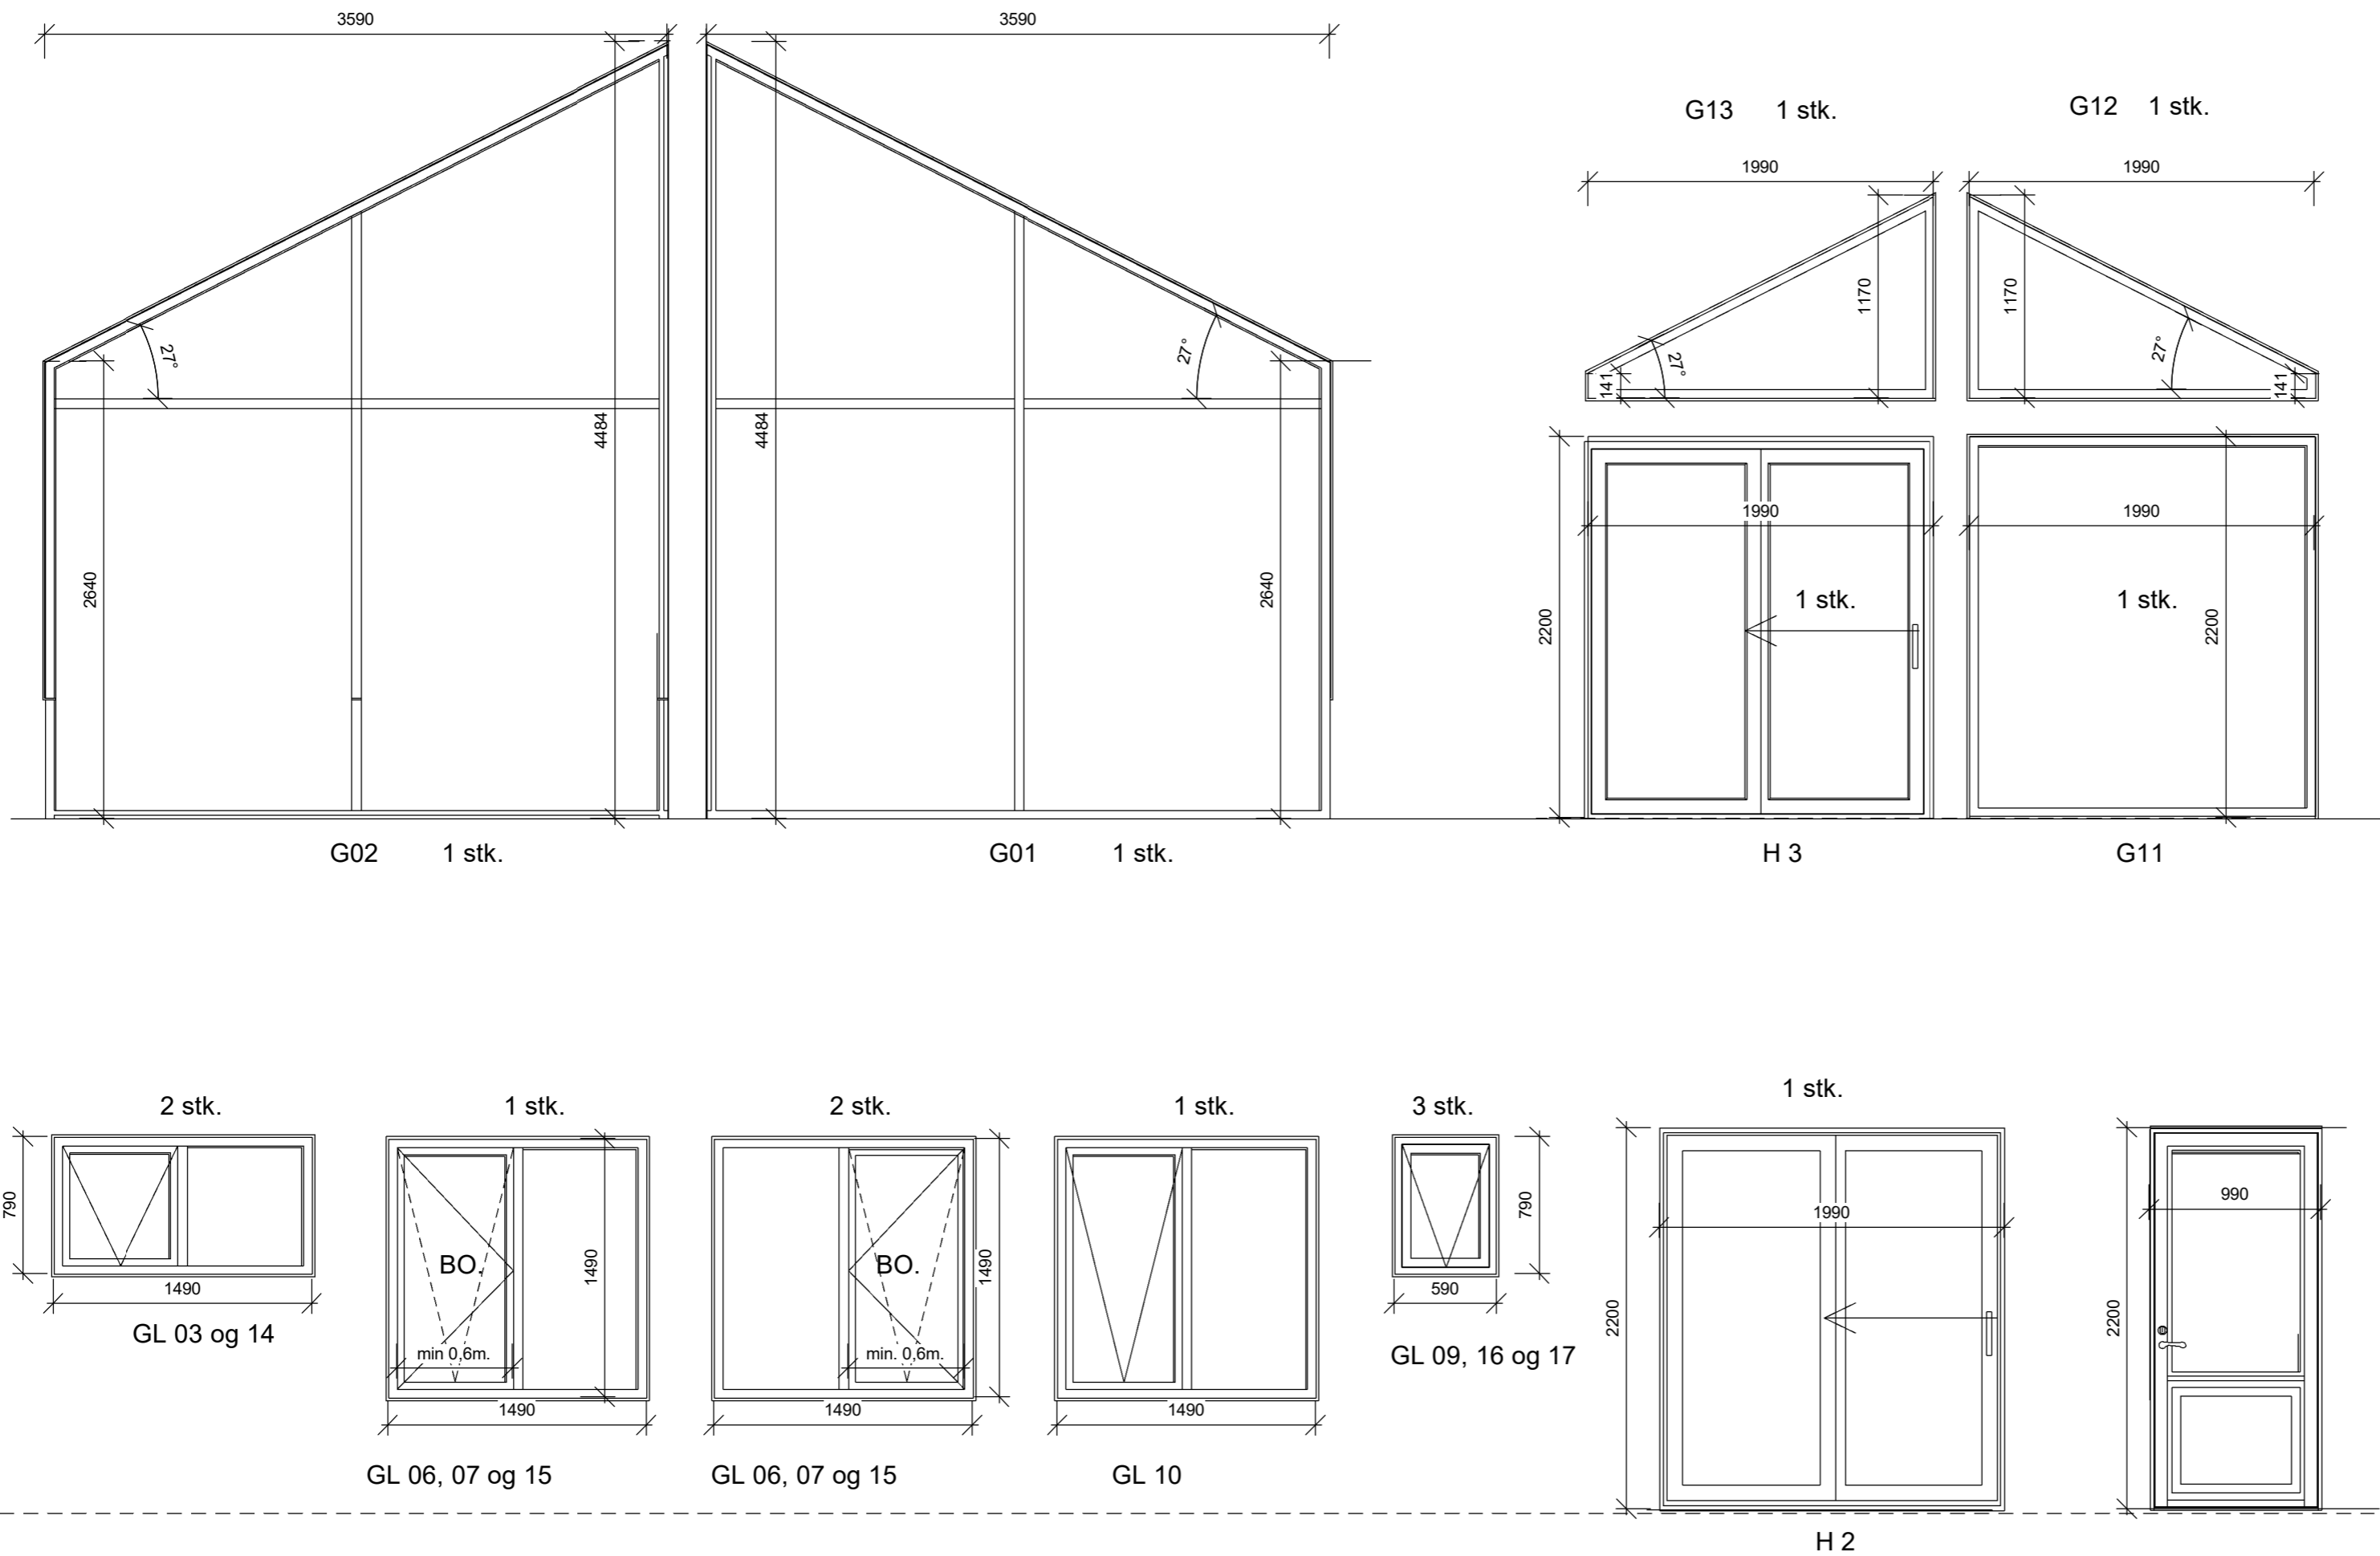 3590
3590
G13 1 stk.
G12 1 stk.
1990
1990
1170
1170
27°
27°
27°
27°
141
141
4484
4484
2640
2640
1990
1990
1 stk.
1 stk.
2200
2200
G02 1 stk.
G01 1 stk.
H 3
G11
2 stk.
1 stk.
2 stk.
1 stk.
3 stk.
1 stk.
790
BO.
1490
BO.
1490
790
1990
990
1490
590
2200
2200
GL 03 og 14
min 0,6m.
min. 0,6m.
GL 09, 16 og 17
1490
1490
1490
GL 06, 07 og 15
GL 06, 07 og 15
GL 10
H 2